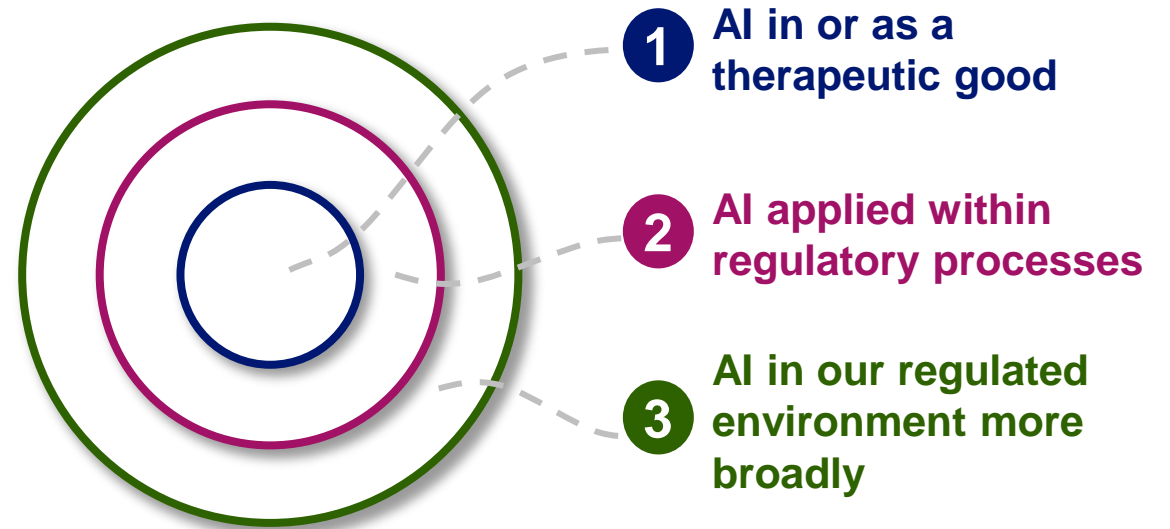 1
AI in or as a
therapeutic good
2
AI applied within
regulatory processes
3
AI in our regulated
environment more
broadly